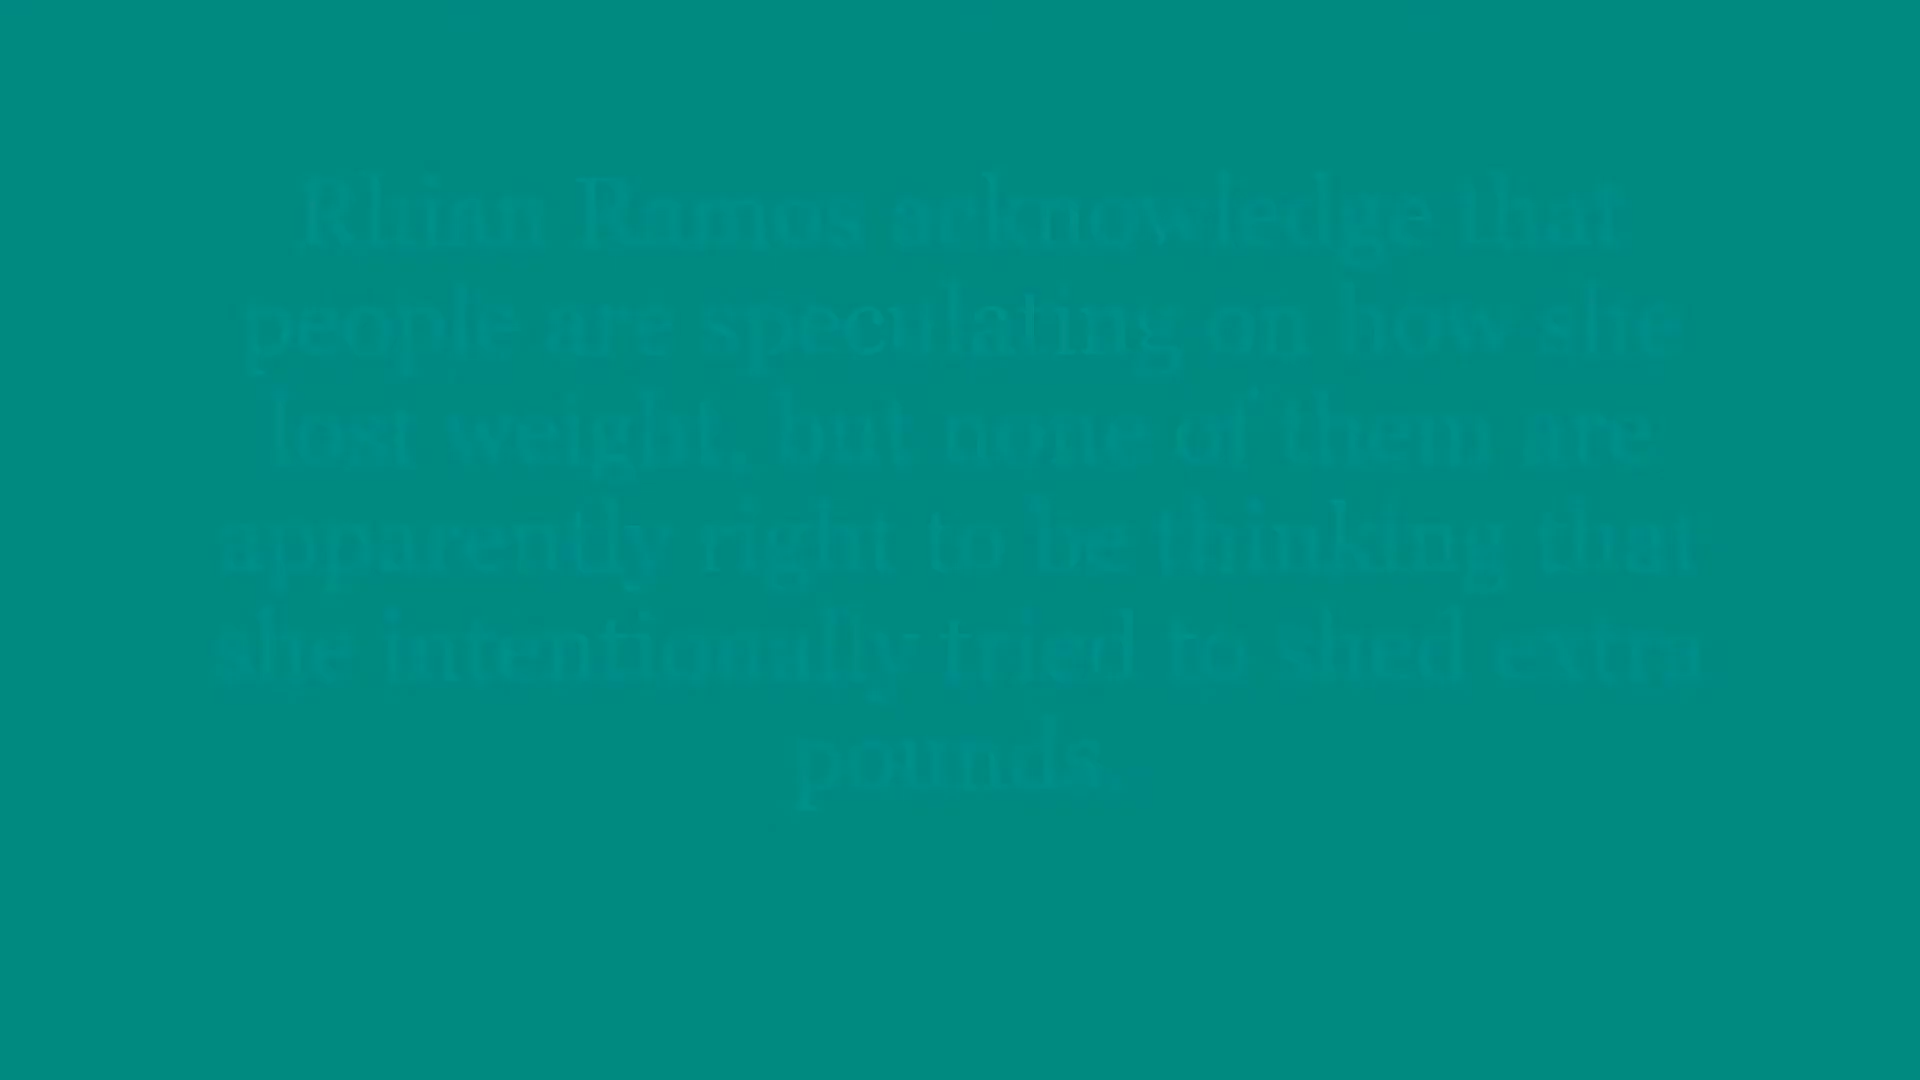 Rhian Ramos acknowledge that
people are speculating on how she
lost weight, but none of them are
apparently right to be thinking that
she intentionally tried to shed extra
pounds.